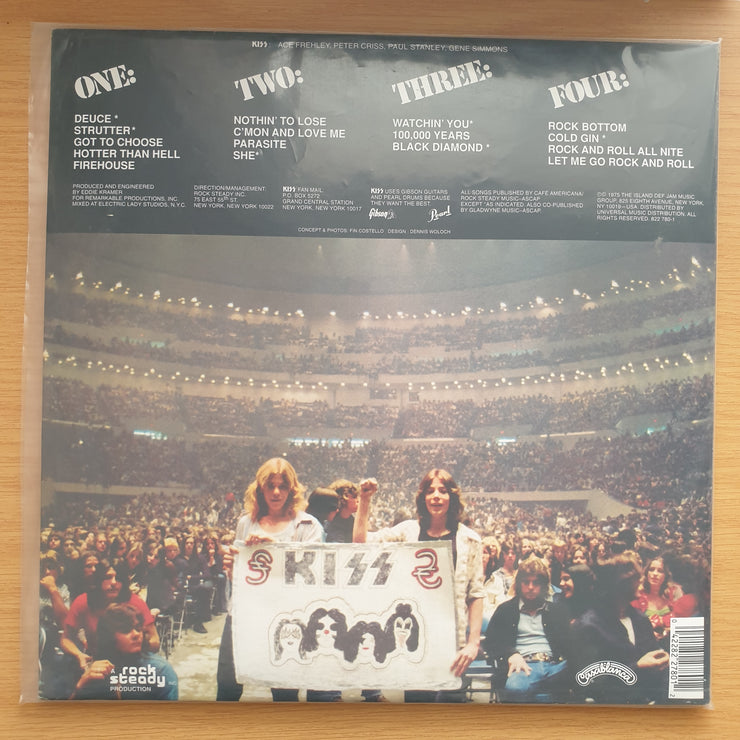 KISS : ACE FREHLEY, PETER CRISS, PAUL STANLEY, GENE SIMMONS
ONE:
DEUCE *
STRUTTER *
GOT TO CHOOSE
HOTTER THAN HELL
FIREHOUSE
TWO:
NOTHIN' TO LOSE
C'MON AND LOVE ME
PARASITE
SHE*
THREE:
WATCHIN' YOU*
100,000 YEARS
BLACK DIAMOND *
FOUR:
ROCK BOTTOM
COLD GIN *
ROCK AND ROLL ALL NITE
LET ME GO ROCK AND ROLL
PRODUCED AND ENGINEERED
BY EDDIE KRAMER
FOR REMARKABLE PRODUCTIONS, INC
MIXED AT ELECTRIC LADY STUDIOS, N.Y.C.
DIRECTION/MANAGEMENT:
ROCK STEADY INC.
75 EAST 55TH ST.
NEW YORK, NEW YORK 10022
KISS FAN MAIL
P.O. BOX 5272
GRAND CENTRAL STATION
NEW YORK, NEW YORK 10017
KISS USES GIBSON GUITARS
AND PEARL DRUMS BECAUSE
THEY WANT THE BEST.
Gibson Pearl
ALL SONGS PUBLISHED BY CAFE AMERICANA/
ROCK STEADY MUSIC–ASCAP.
EXCEPT *AS INDICATED, ALSO CO-PUBLISHED
BY GLADWYNE MUSIC–ASCAP.
℗© 1975 THE ISLAND DEF JAM MUSIC
GROUP, 825 EIGHTH AVENUE, NEW YORK,
NY 10019–USA. DISTRIBUTED BY
UNIVERSAL MUSIC DISTRIBUTION. ALL
RIGHTS RESERVED. 822 780-1
CONCEPT & PHOTOS: FIN COSTELLO DESIGN: DENNIS WOLOCH
KISS
A rock
steady INC
PRODUCTION
Casablanca
0 42282 27801 2